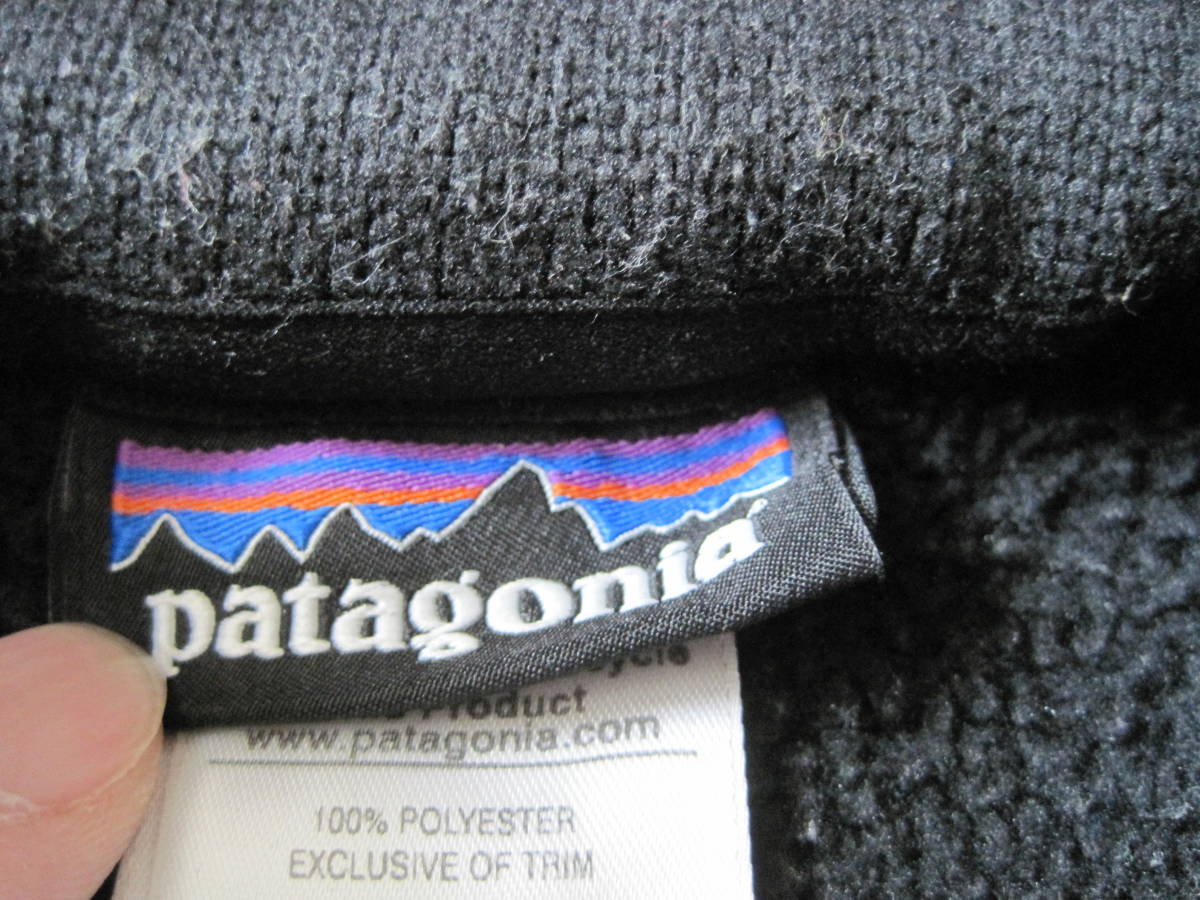 patagonia
Product
www.patagonia.com
100% POLYESTER
EXCLUSIVE OF TRIM